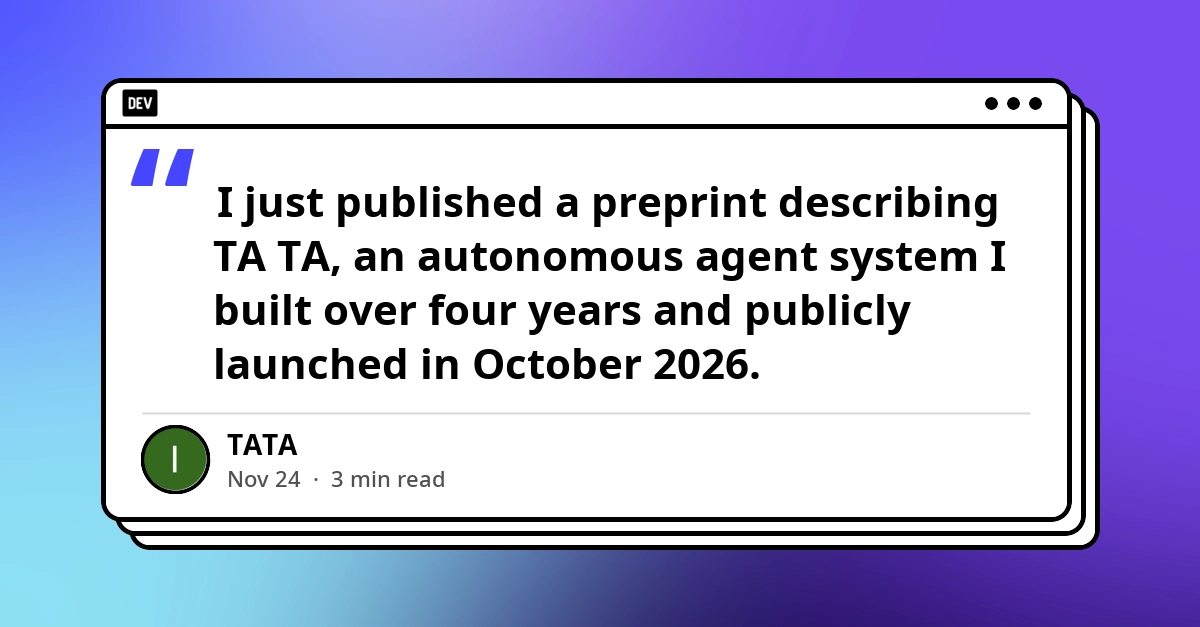 DEV
“ I just published a preprint describing
TA TA, an autonomous agent system I
built over four years and publicly
launched in October 2026.
I
TATA
Nov 24 · 3 min read